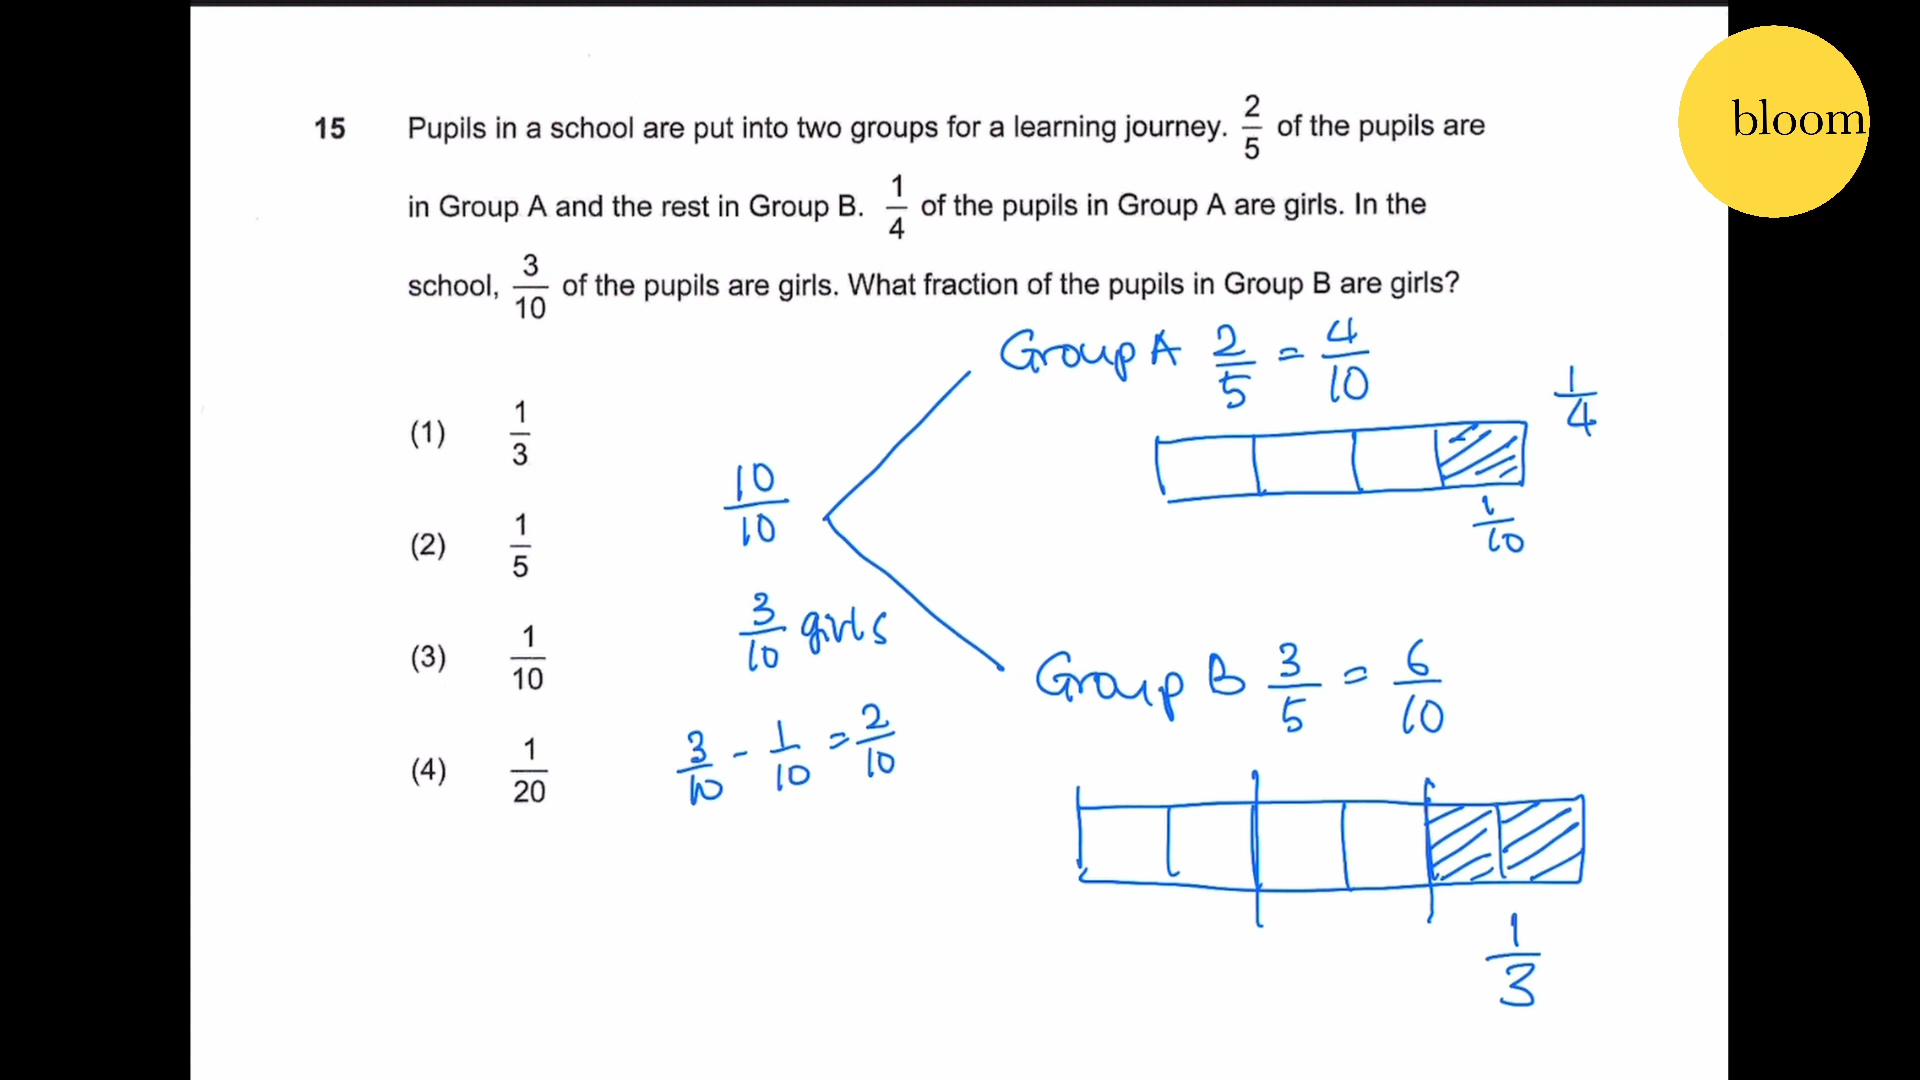 bloom
15 Pupils in a school are put into two groups for a learning journey. 2/5 of the pupils are
in Group A and the rest in Group B. 1/4 of the pupils in Group A are girls. In the
school, 3/10 of the pupils are girls. What fraction of the pupils in Group B are girls?
(1) 1/3
(2) 1/5
(3) 1/10
(4) 1/20
10/10
3/10 girls
3/10 - 1/10 = 2/10
Group A 2/5 = 4/10
1/4
1/10
Group B 3/5 = 6/10
1/3